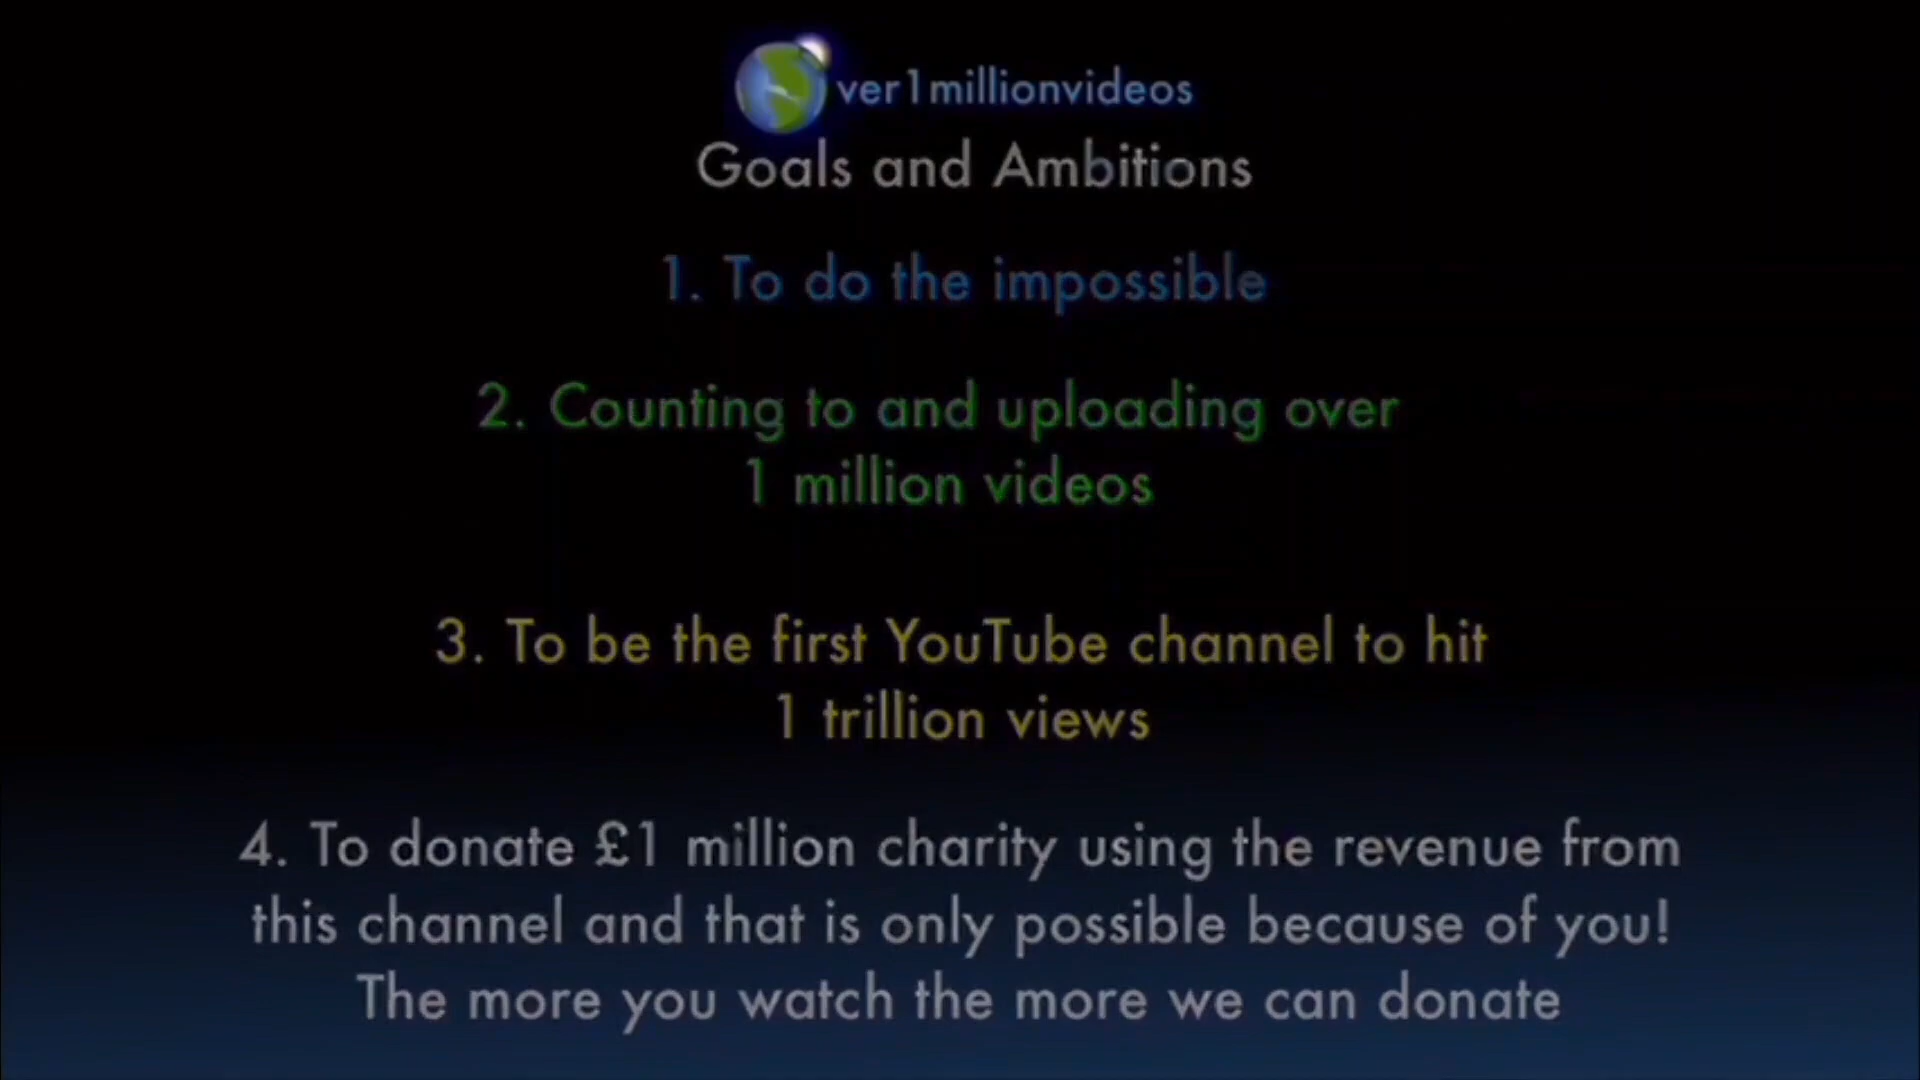 ver1millionvideos
Goals and Ambitions
1. To do the impossible
2. Counting to and uploading over
1 million videos
3. To be the first YouTube channel to hit
1 trillion views
4. To donate £1 million charity using the revenue from
this channel and that is only possible because of you!
The more you watch the more we can donate